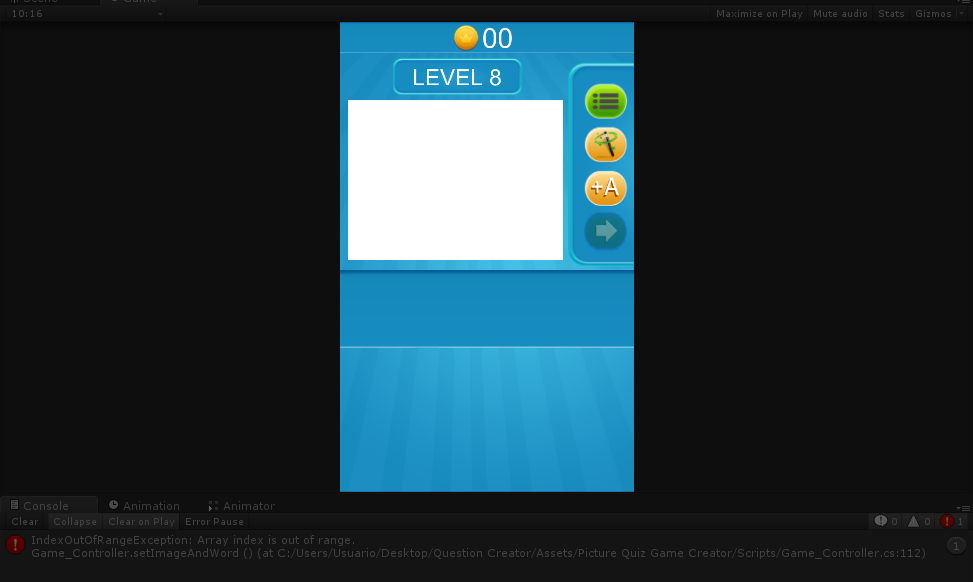 10:16
Maximize on Play Mute audio Stats Gizmos
00
LEVEL 8
+A
Console Animation Animator
Clear Collapse Clear on Play Error Pause 0 0 1
IndexOutOfRangeException: Array index is out of range.
Game_Controller.setImageAndWord () (at C:/Users/Usuario/Desktop/Question Creator/Assets/Picture Quiz Game Creator/Scripts/Game_Controller.cs:112)
1